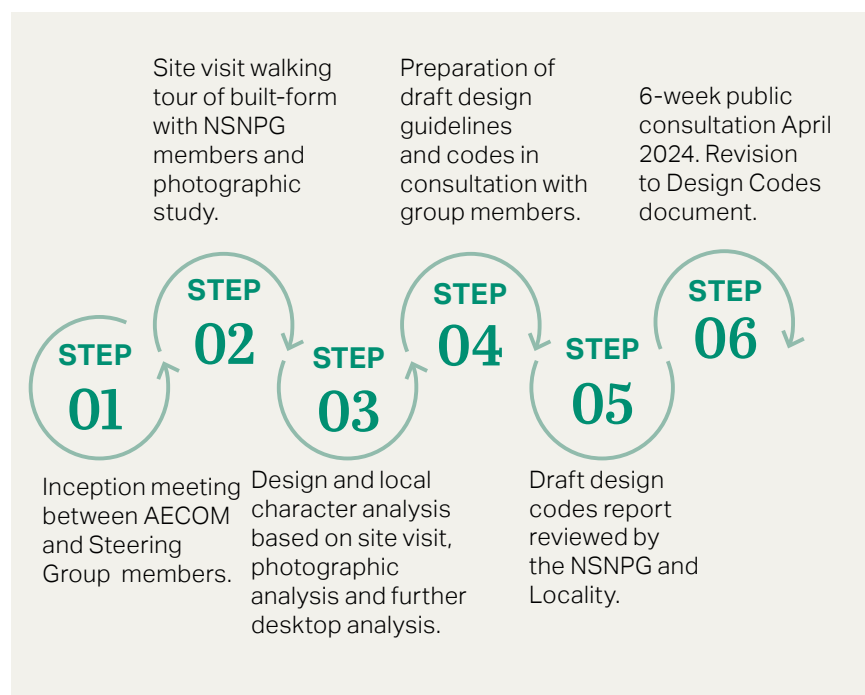 STEP
01
Inception meeting
between AECOM
and Steering
Group members.
Site visit walking
tour of built-form
with NSNPG
members and
photographic
study.
STEP
02
STEP
03
Design and local
character analysis
based on site visit,
photographic
analysis and further
desktop analysis.
Preparation of
draft design
guidelines
and codes in
consultation with
group members.
STEP
04
STEP
05
Draft design
codes report
reviewed by
the NSNPG and
Locality.
6-week public
consultation April
2024. Revision
to Design Codes
document.
STEP
06